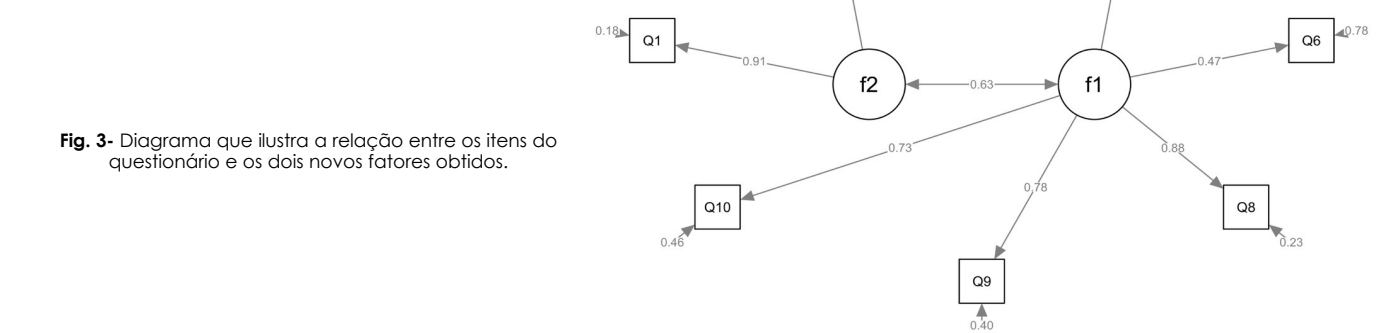 0.18
Q1
0.91
f2
0.63
f1
0.47
Q6
0.78
Fig. 3- Diagrama que ilustra a relação entre os itens do
questionário e os dois novos fatores obtidos.
0.73
0.88
0.78
Q10
Q8
0.46
0.23
Q9
0.40